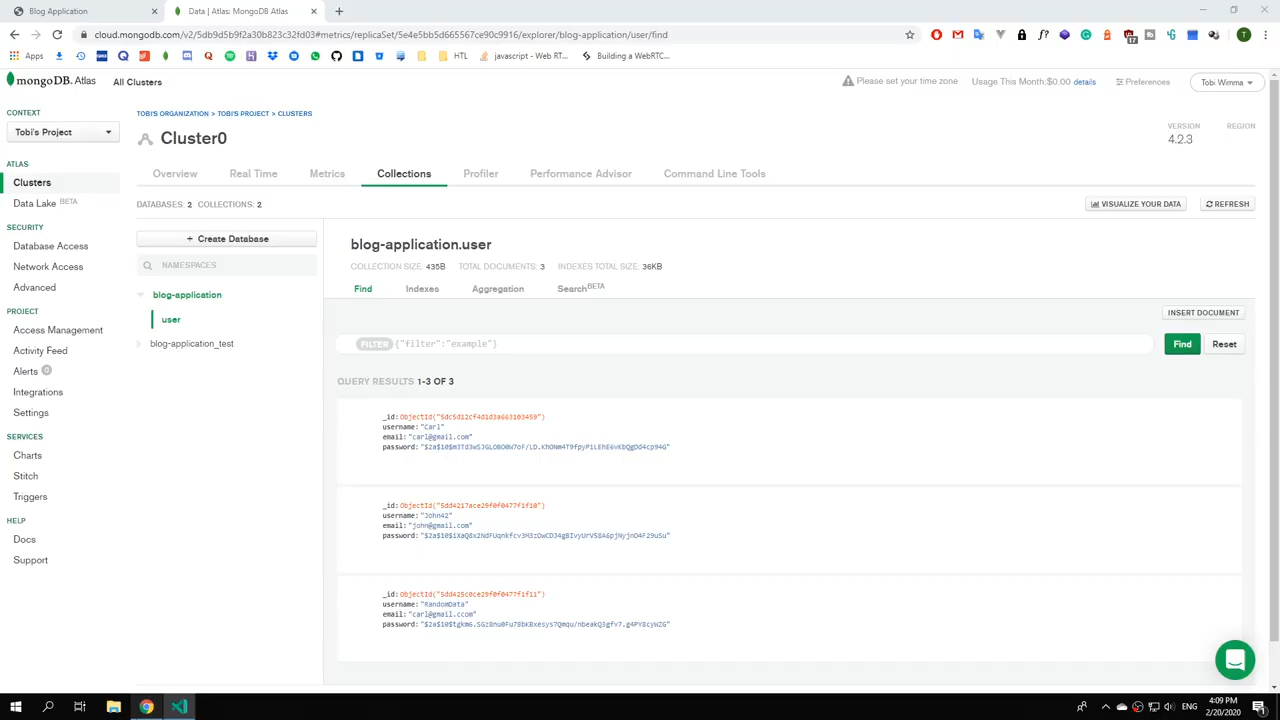 Blog Application
Data | Atlas: MongoDB Atlas
cloud.mongodb.com/v2/5db9d5b9f2a30b823c32fd03#metrics/replicaSet/5e4e5bb5d665567ce90c9916/explorer/blog-application/user/find
Apps
HTL
javascript - Web RT...
Building a WebRTC...
17
T
mongoDB. Atlas
All Clusters
Please set your time zone
Usage This Month:$0.00 details
Preferences
Tobi Wimma
CONTEXT
Tobi's Project
ATLAS
Clusters
Data Lake BETA
SECURITY
Database Access
Network Access
Advanced
PROJECT
Access Management
Activity Feed
Alerts 0
Integrations
Settings
SERVICES
Charts
Stitch
Triggers
HELP
Docs
Support
TOBI'S ORGANIZATION > TOBI'S PROJECT > CLUSTERS
Cluster0
VERSION
4.2.3
REGION
Overview
Real Time
Metrics
Collections
Profiler
Performance Advisor
Command Line Tools
DATABASES: 2 COLLECTIONS: 2
VISUALIZE YOUR DATA
REFRESH
+ Create Database
NAMESPACES
blog-application
user
blog-application_test
blog-application.user
COLLECTION SIZE: 435B TOTAL DOCUMENTS: 3 INDEXES TOTAL SIZE: 36KB
Find
Indexes
Aggregation
Search BETA
INSERT DOCUMENT
FILTER {"filter":"example"}
Find
Reset
QUERY RESULTS 1-3 OF 3
_id:ObjectId("5dc5d12cf4d1d3a663103459")
username:"Carl"
email:"carl@gmail.com"
password:
_id:ObjectId("5dd4217ace29f0f0477f1f10")
username:"John42"
email:"john@gmail.com"
password:
_id:ObjectId("5dd425c0ce29f0f0477f1f11")
username:"RandomData"
email:"carl@gmail.ccom"
password:
ENG
4:09 PM
2/20/2020
1